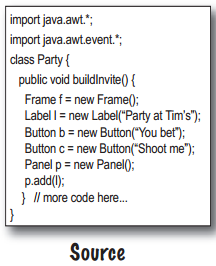 import java.awt.*;
import java.awt.event.*;
class Party {
public void buildInvite() {
Frame f = new Frame();
Label l = new Label(“Party at Tim’s”);
Button b = new Button(“You bet”);
Button c = new Button(“Shoot me”);
Panel p = new Panel();
p.add(l);
} // more code here...
}
Source